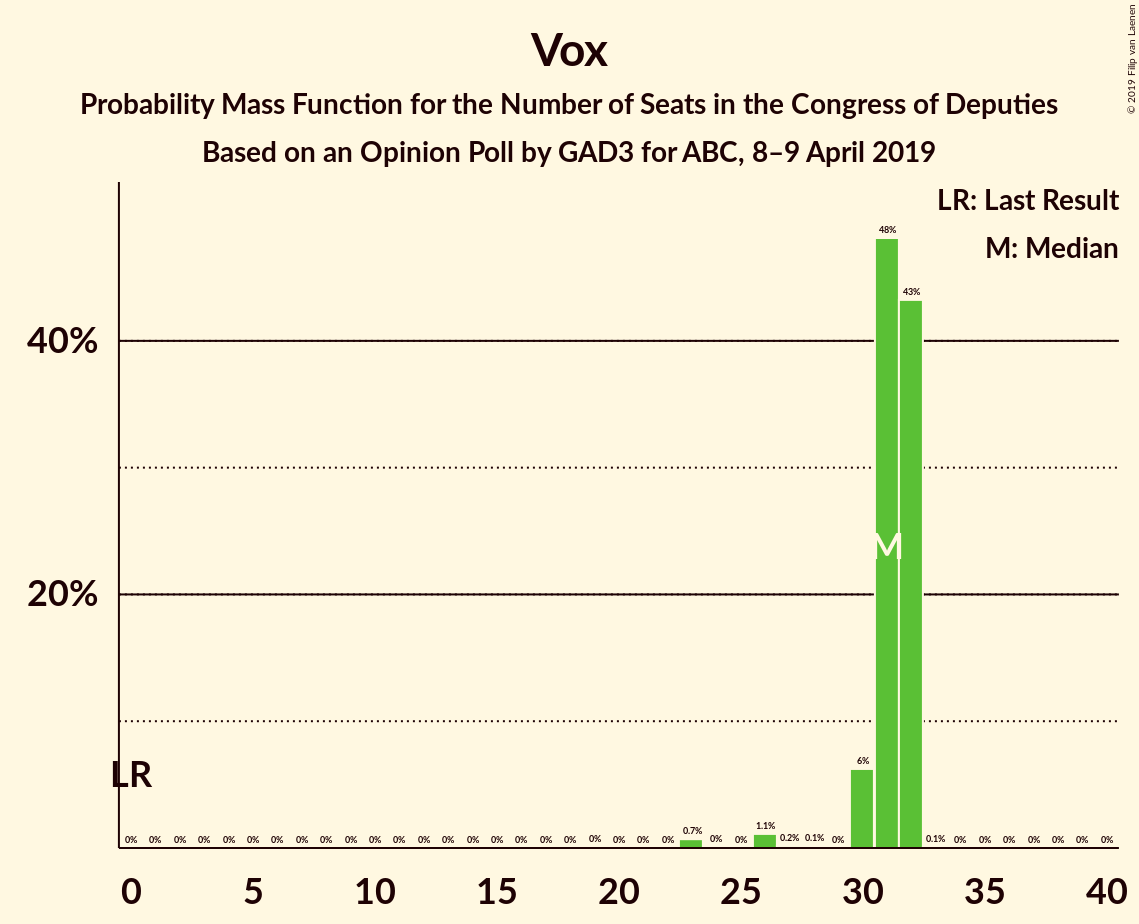 © 2019 Filip van Laenen
Vox
Probability Mass Function for the Number of Seats in the Congress of Deputies
Based on an Opinion Poll by GAD3 for ABC, 8–9 April 2019
LR: Last Result
M: Median
48%
43%
40%
M
20%
LR
6%
0% 0% 0% 0% 0% 0% 0% 0% 0% 0% 0% 0% 0% 0% 0% 0% 0% 0% 0% 0% 0% 0% 0% 0.7% 0% 0% 1.1% 0.2% 0.1% 0% 0.1% 0% 0% 0% 0% 0% 0% 0%
0 5 10 15 20 25 30 35 40